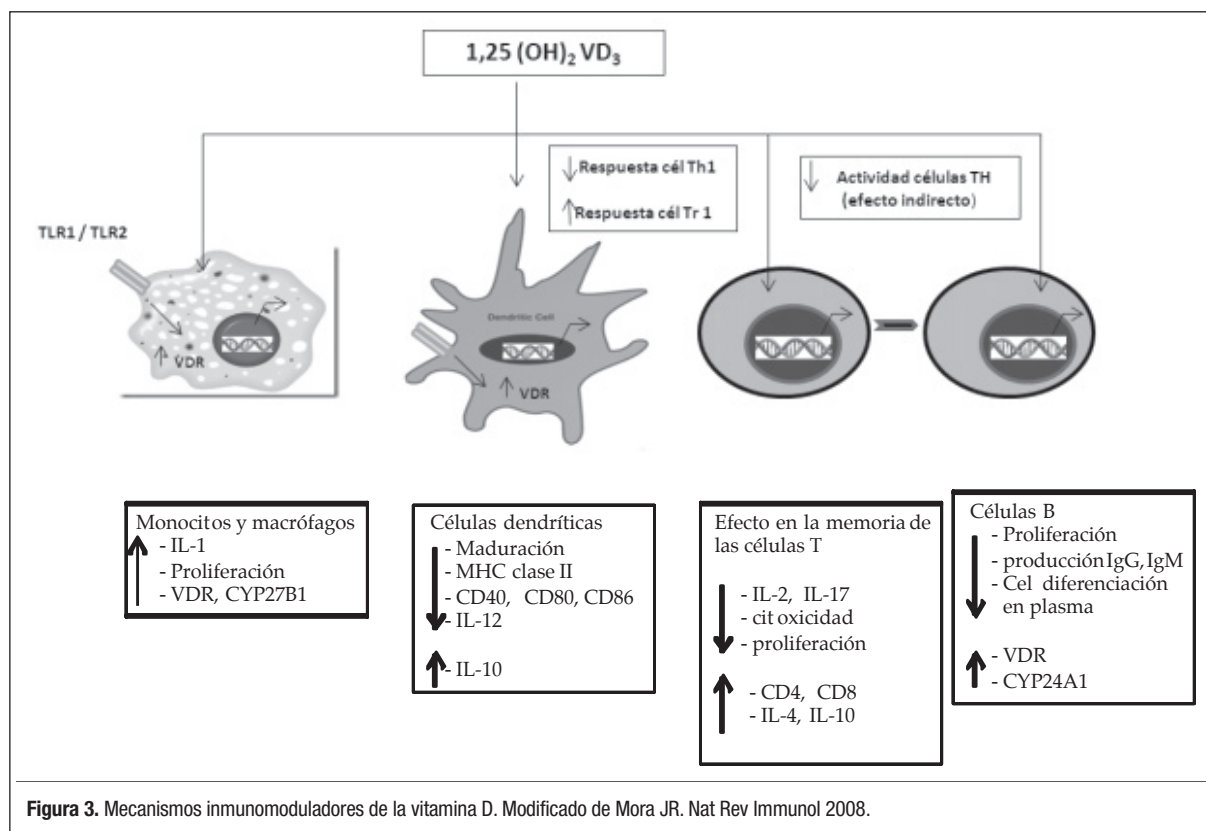 1,25 (OH)₂ VD₃
↓ Respuesta cél Th1
↑ Respuesta cél Tr 1
↓ Actividad células TH
(efecto indirecto)
TLR1 / TLR2
↑ VDR
Dendritic Cell
↑ VDR
Monocitos y macrófagos
- IL-1
- Proliferación
- VDR, CYP27B1
Células dendríticas
- Maduración
- MHC clase II
- CD40, CD80, CD86
- IL-12
- IL-10
Efecto en la memoria de
las células T
- IL-2, IL-17
- cit oxicidad
- proliferación
- CD4, CD8
- IL-4, IL-10
Células B
- Proliferación
- producción IgG, IgM
- Cel diferenciación
en plasma
- VDR
- CYP24A1
Figura 3. Mecanismos inmunomoduladores de la vitamina D. Modificado de Mora JR. Nat Rev Immunol 2008.